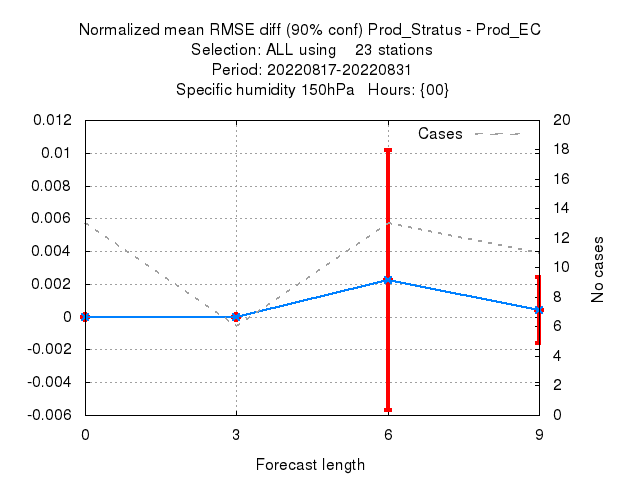 Normalized mean RMSE diff (90% conf) Prod_Stratus - Prod_EC
Selection: ALL using    23 stations
Period: 20220817-20220831
Specific humidity 150hPa   Hours: {00}
Cases
0.012
0.01
0.008
0.006
0.004
0.002
0
-0.002
-0.004
-0.006
20
18
16
14
12
10
8
6
4
2
0
No cases
0 3 6 9
Forecast length